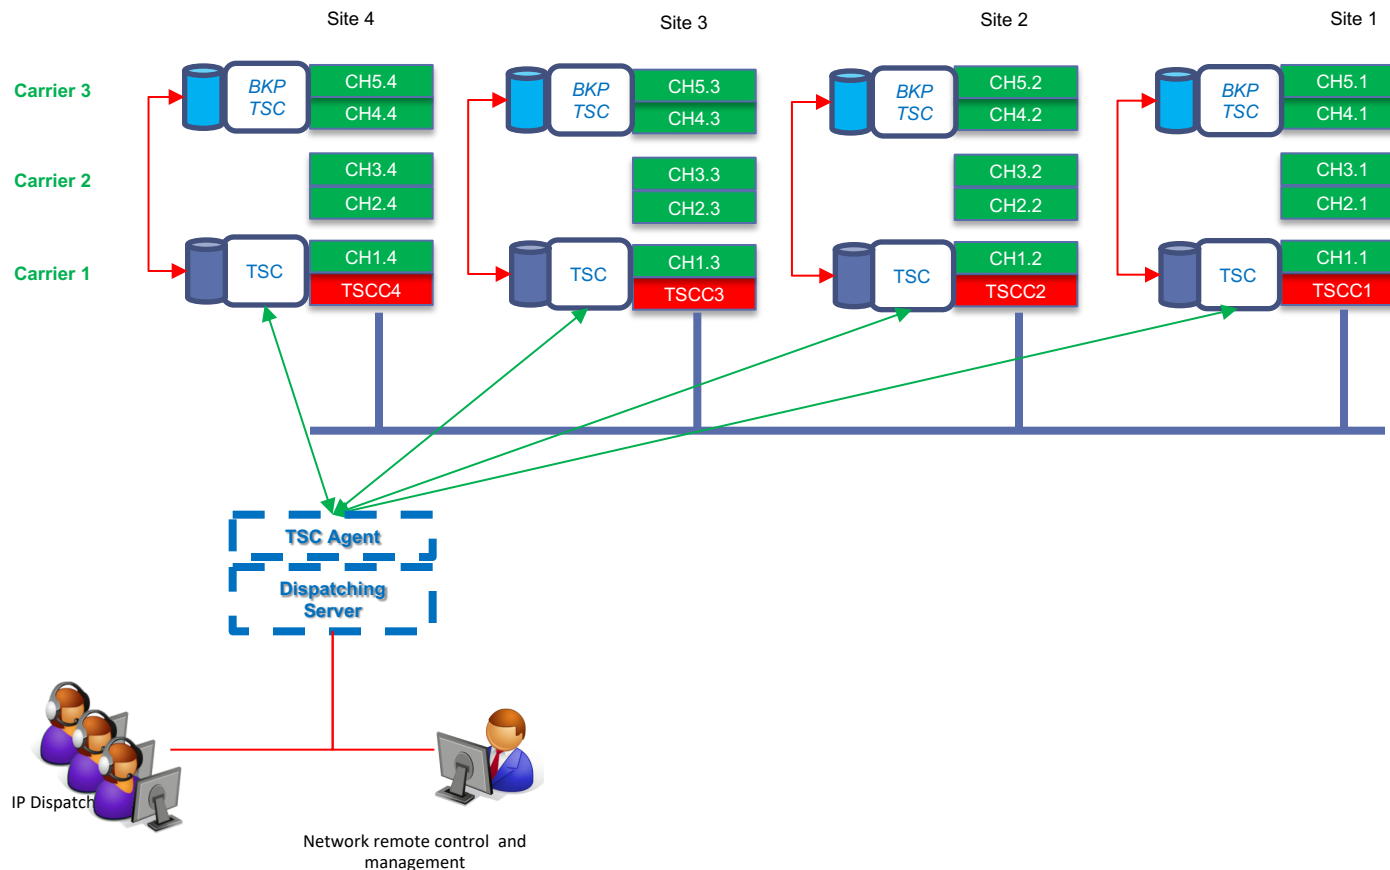 Site 4
Site 3
Site 2
Site 1
Carrier 3
BKP
TSC
CH5.4
CH4.4
BKP
TSC
CH5.3
CH4.3
BKP
TSC
CH5.2
CH4.2
BKP
TSC
CH5.1
CH4.1
Carrier 2
CH3.4
CH2.4
CH3.3
CH2.3
CH3.2
CH2.2
CH3.1
CH2.1
Carrier 1
TSC
CH1.4
TSCC4
TSC
CH1.3
TSCC3
TSC
CH1.2
TSCC2
TSC
CH1.1
TSCC1
TSC Agent
Dispatching
Server
IP Dispatch
Network remote control and
management